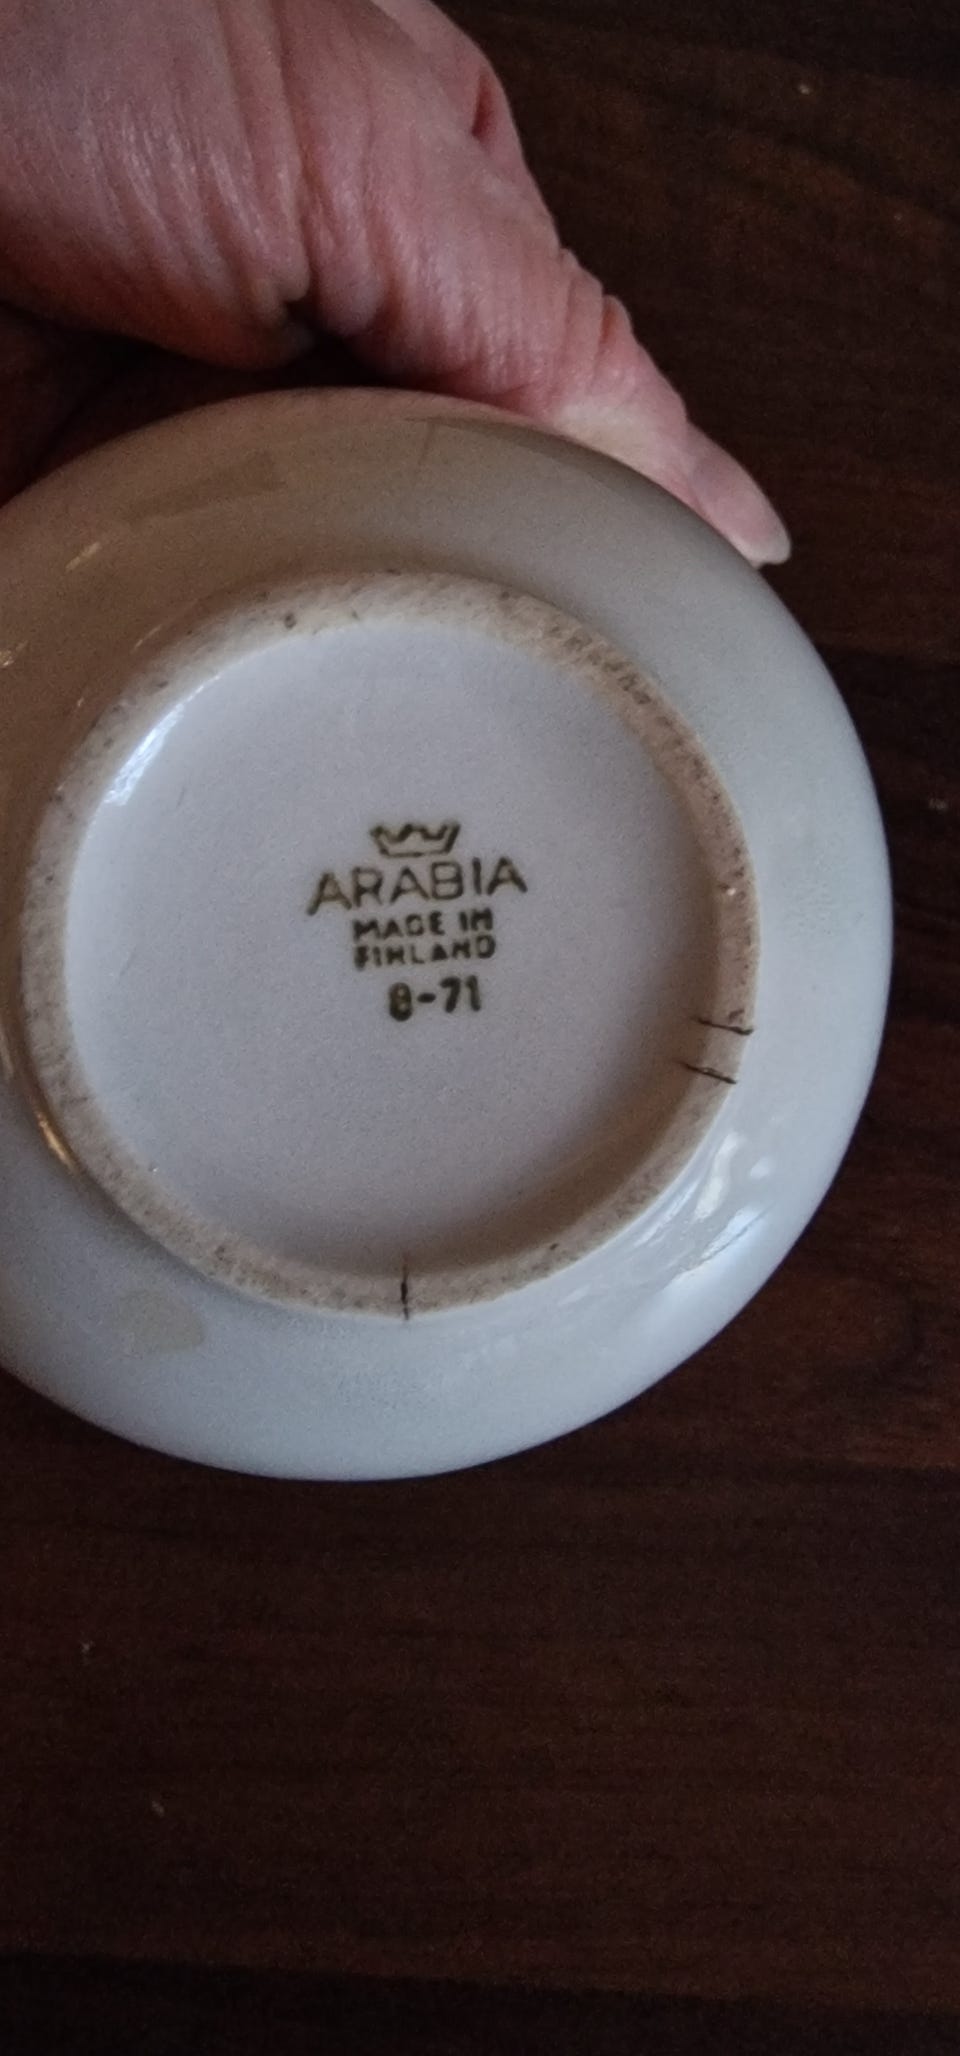 ARABIA
MADE IN
FINLAND
8-71